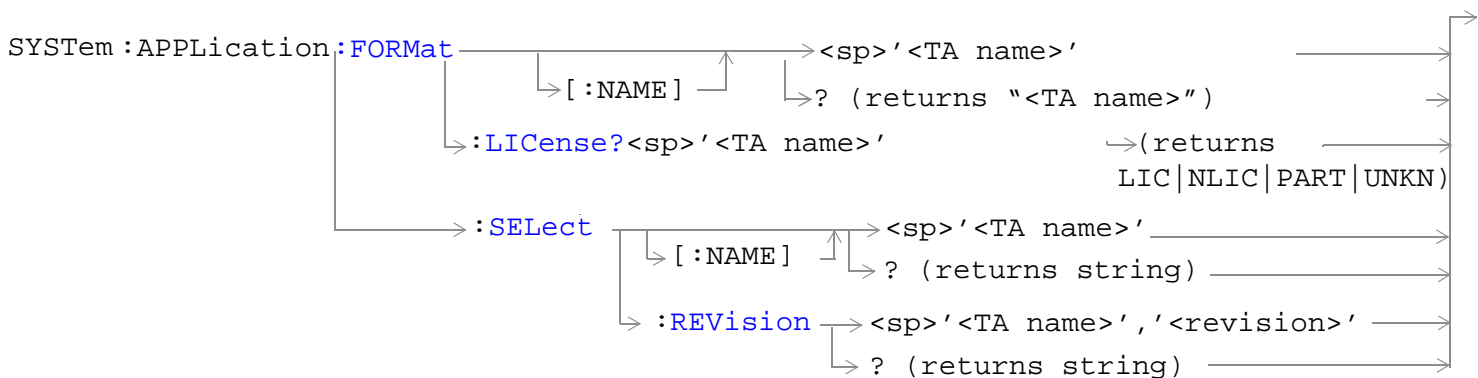 SYSTem:APPLication:FORMat <sp>'<TA name>'
[:NAME] ? (returns “<TA name>”)
:LICense?<sp>'<TA name>' (returns
LIC|NLIC|PART|UNKN)
:SELect <sp>'<TA name>'
[:NAME] ? (returns string)
:REVision <sp>'<TA name>','<revision>'
? (returns string)